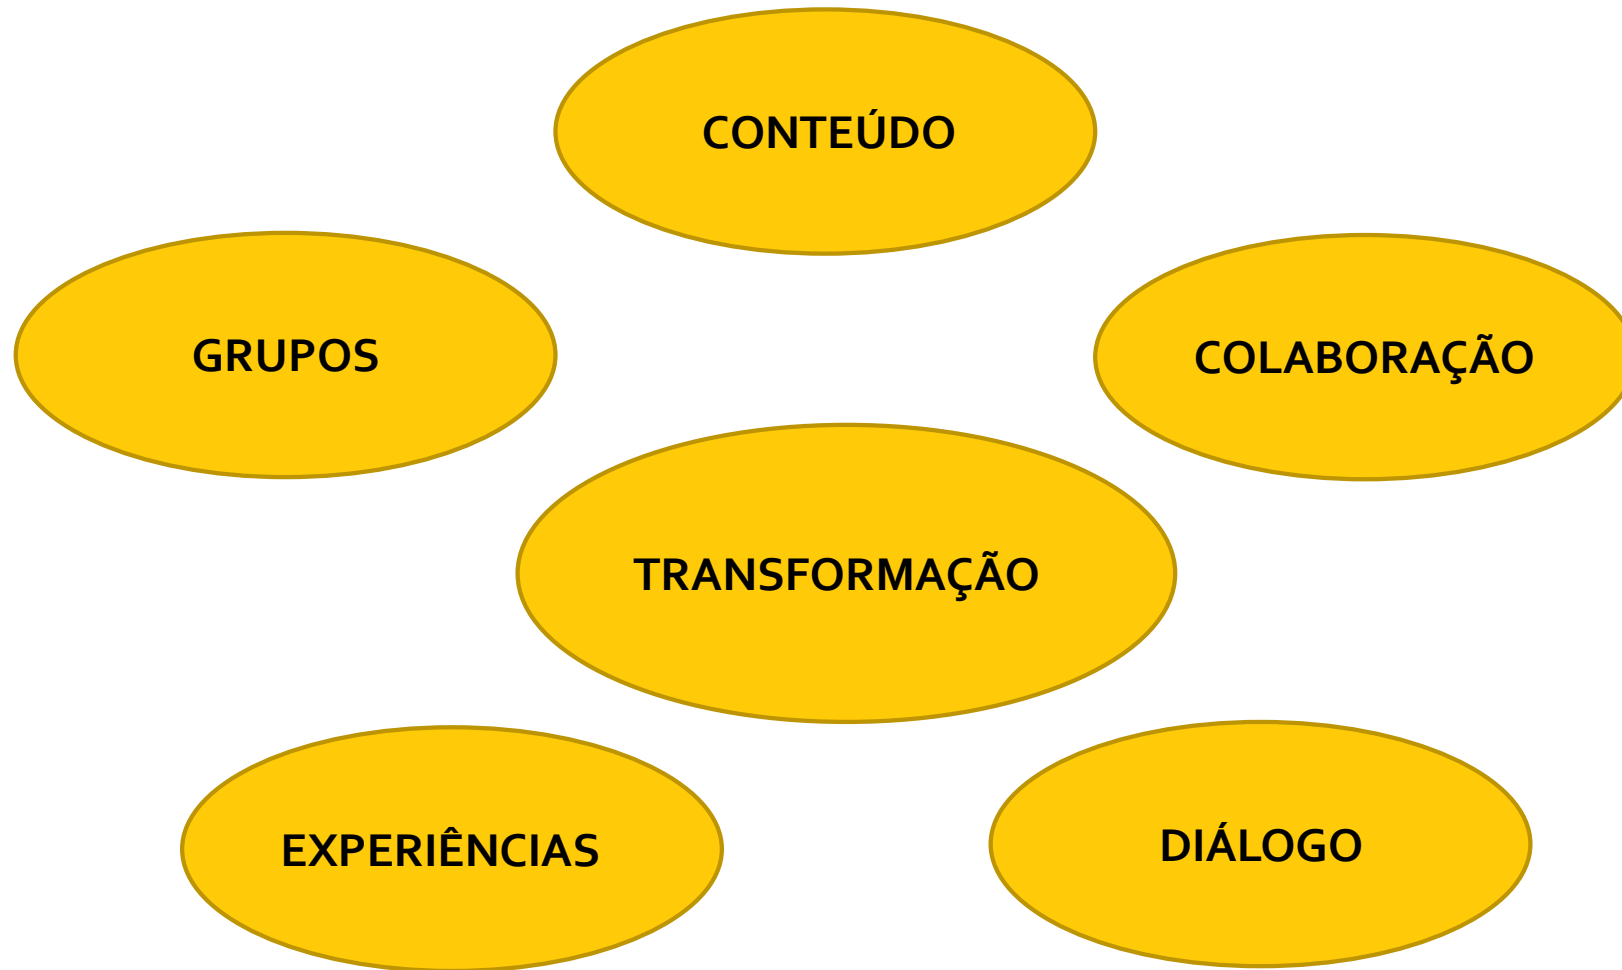 CONTEÚDO
GRUPOS
COLABORAÇÃO
TRANSFORMAÇÃO
EXPERIÊNCIAS
DIÁLOGO